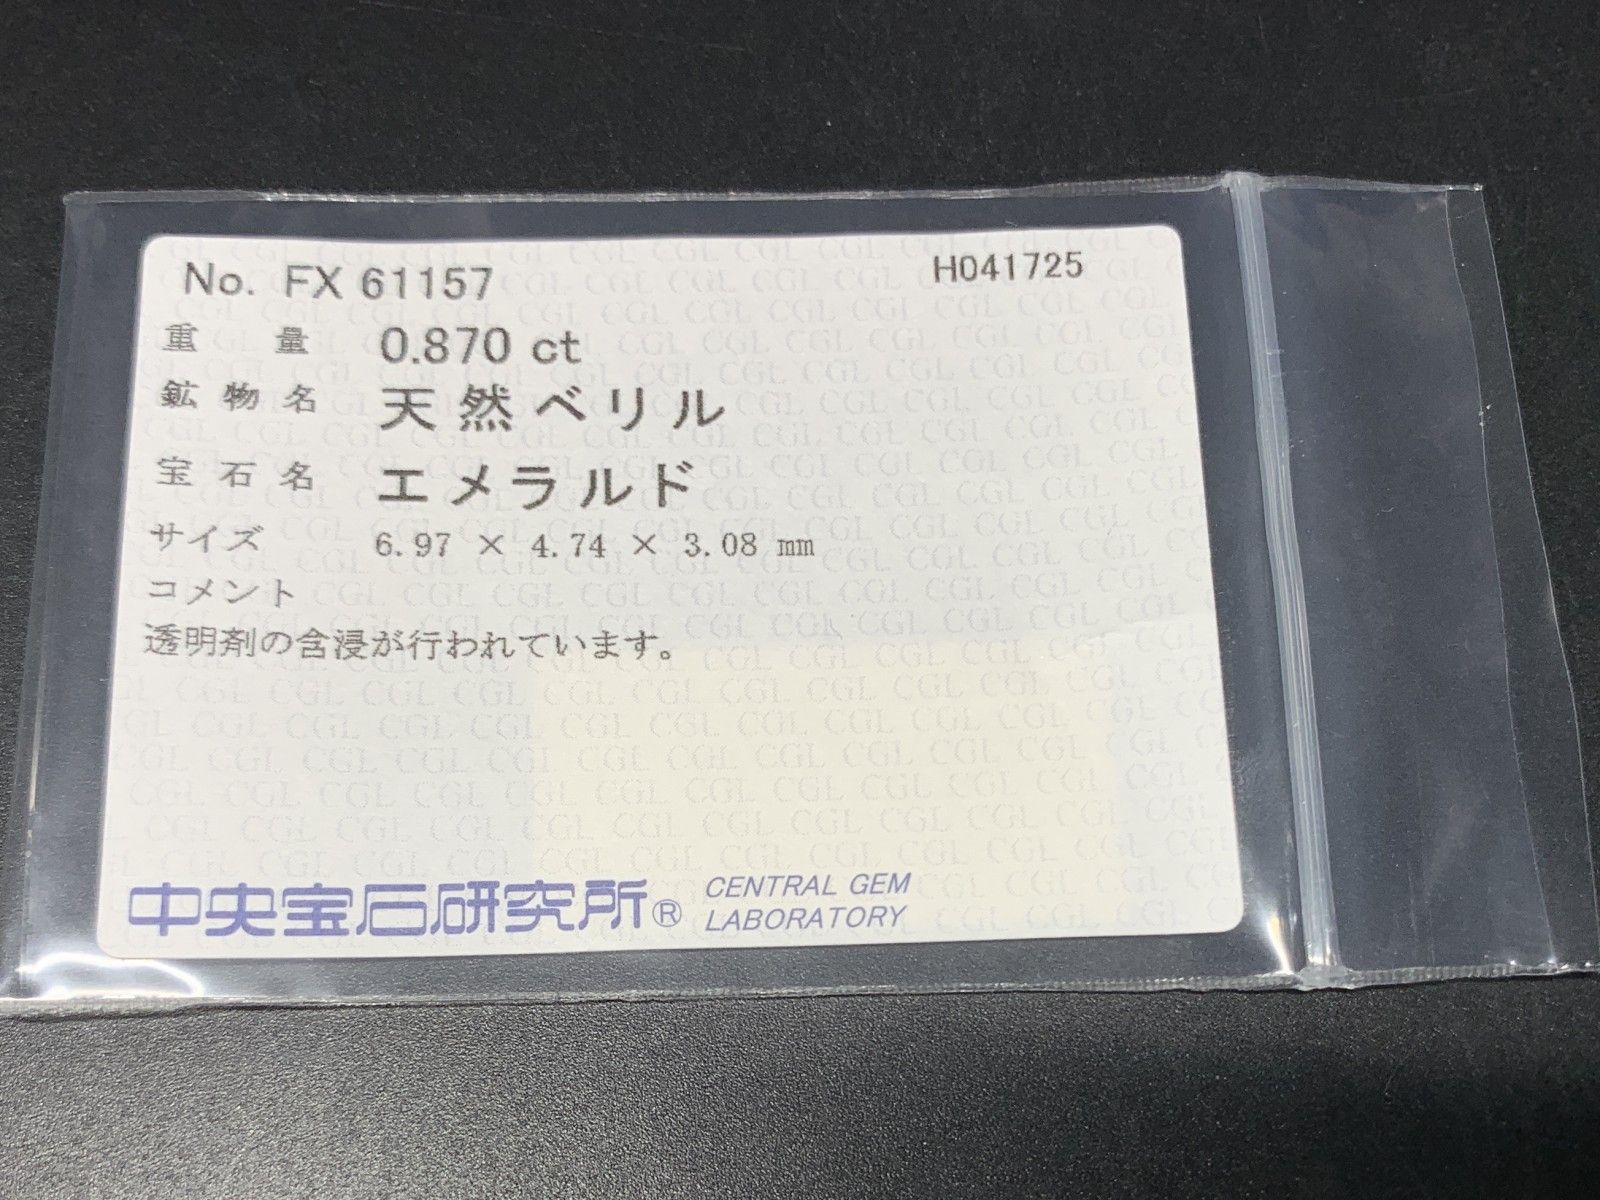 No. FX 61157 H041725
重量 0.870 ct
鉱物名 天然ベリル
宝石名 エメラルド
サイズ 6.97 × 4.74 × 3.08 mm
コメント
透明剤の含浸が行われています。
中央宝石研究所® CENTRAL GEM
LABORATORY